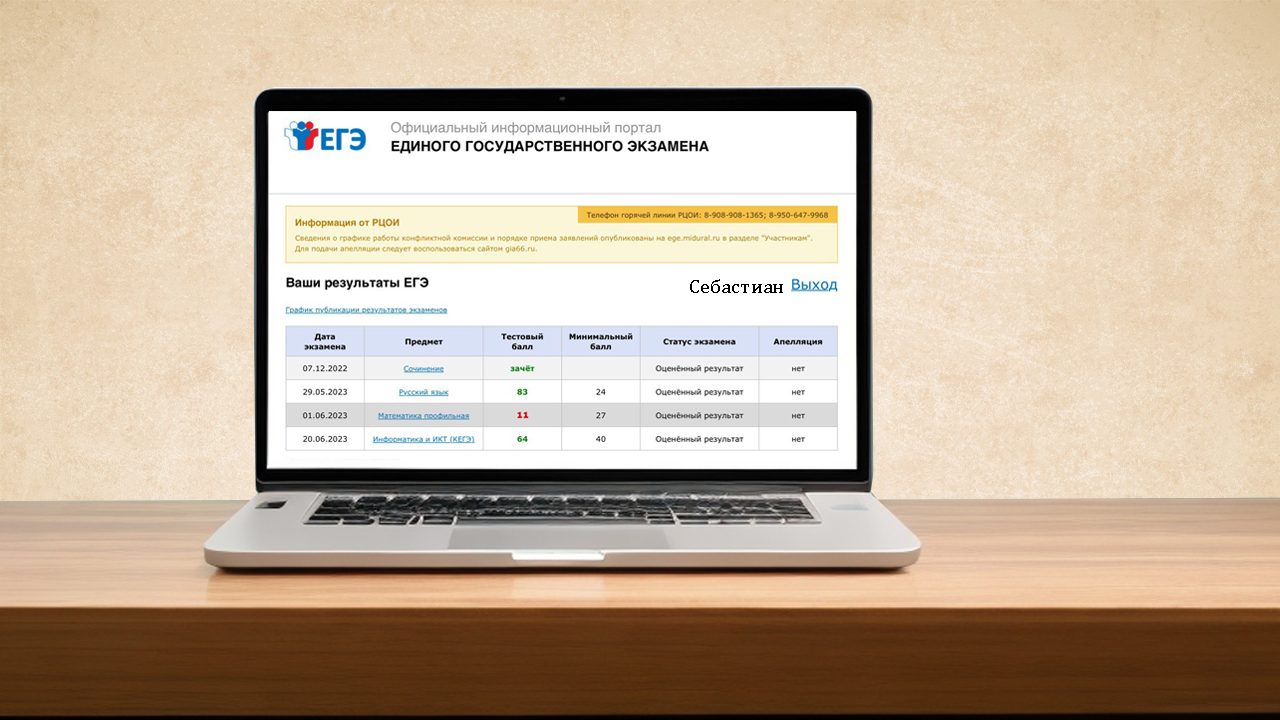 ЕГЭ
Официальный информационный портал
ЕДИНОГО ГОСУДАРСТВЕННОГО ЭКЗАМЕНА
Телефон горячей линии РЦОИ: 8-908-908-1365; 8-950-647-9968
Информация от РЦОИ
Сведения о графике работы конфликтной комиссии и порядке приема заявлений опубликованы на ege.midural.ru в разделе "Участникам".
Для подачи апелляции следует воспользоваться сайтом gia66.ru.
Ваши результаты ЕГЭ Себастиан Выход
График публикации результатов экзаменов
Дата экзамена Предмет Тестовый балл Минимальный балл Статус экзамена Апелляция
07.12.2022 Сочинение зачёт Оценённый результат нет
29.05.2023 Русский язык 83 24 Оценённый результат нет
01.06.2023 Математика профильная 11 27 Оценённый результат нет
20.06.2023 Информатика и ИКТ (КЕГЭ) 64 40 Оценённый результат нет